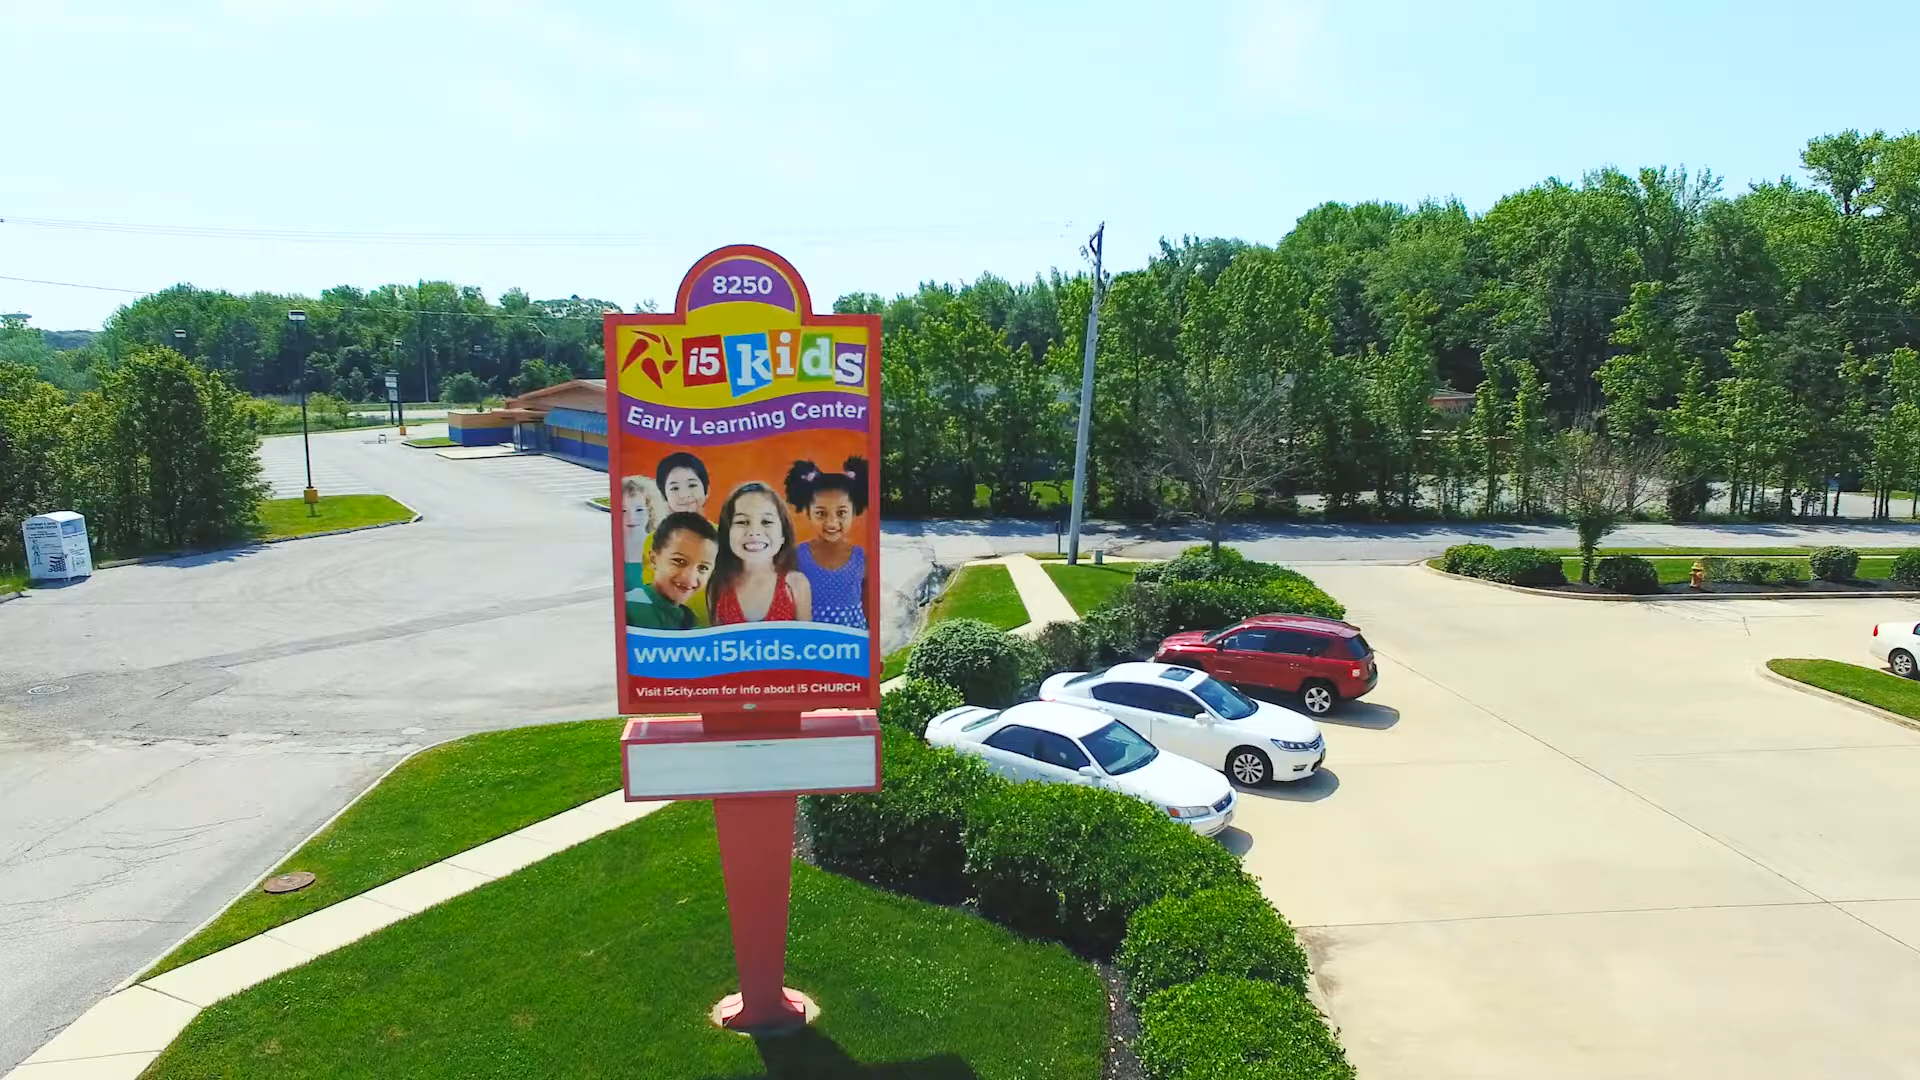 8250
i5 kids
Early Learning Center
www.i5kids.com
Visit i5city.com for info about i5 CHURCH